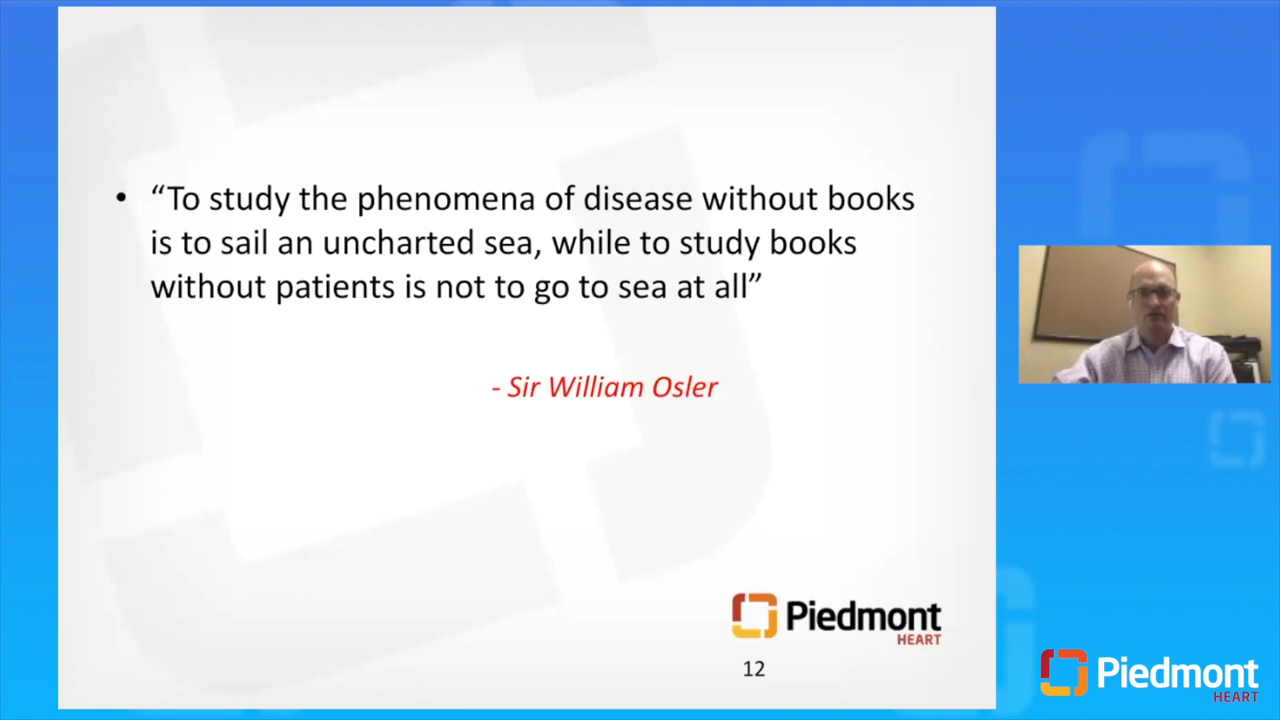 • “To study the phenomena of disease without books
is to sail an uncharted sea, while to study books
without patients is not to go to sea at all”
- Sir William Osler
Piedmont
HEART
12
Piedmont
HEART